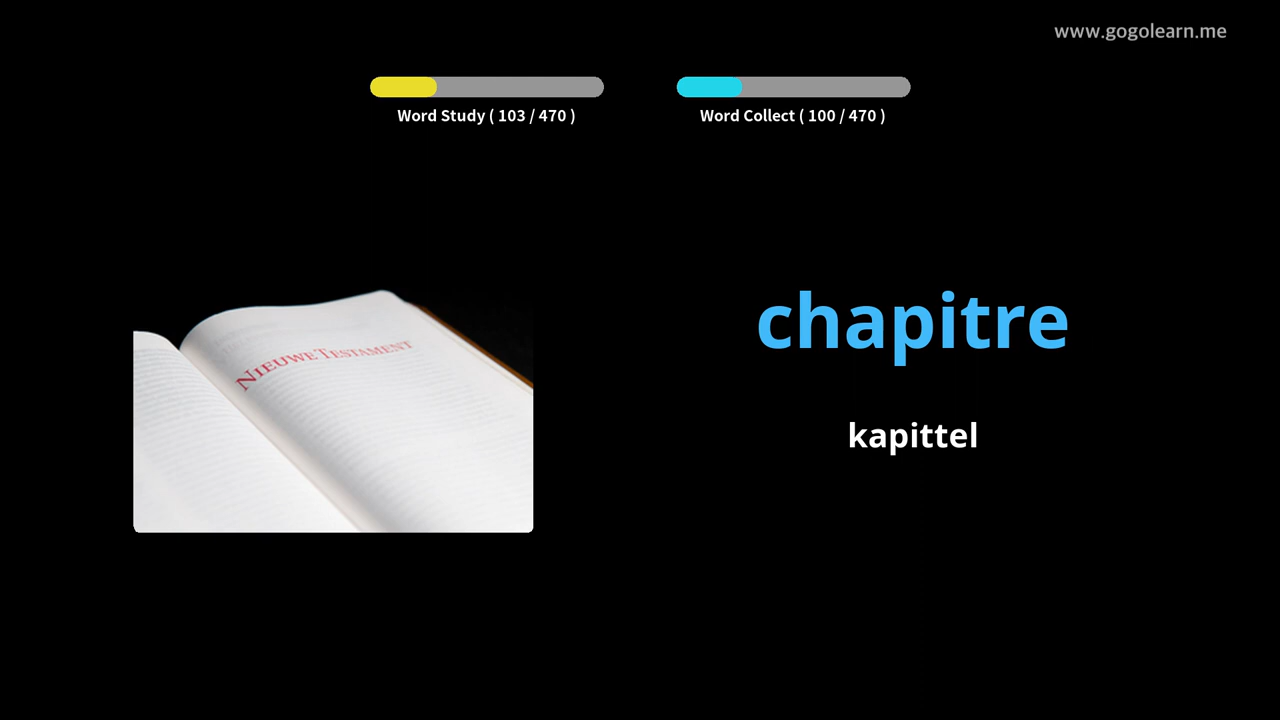 www.gogolearn.me
Word Study ( 103 / 470 )
Word Collect ( 100 / 470 )
NIEUWE TESTAMENT
chapitre
kapittel